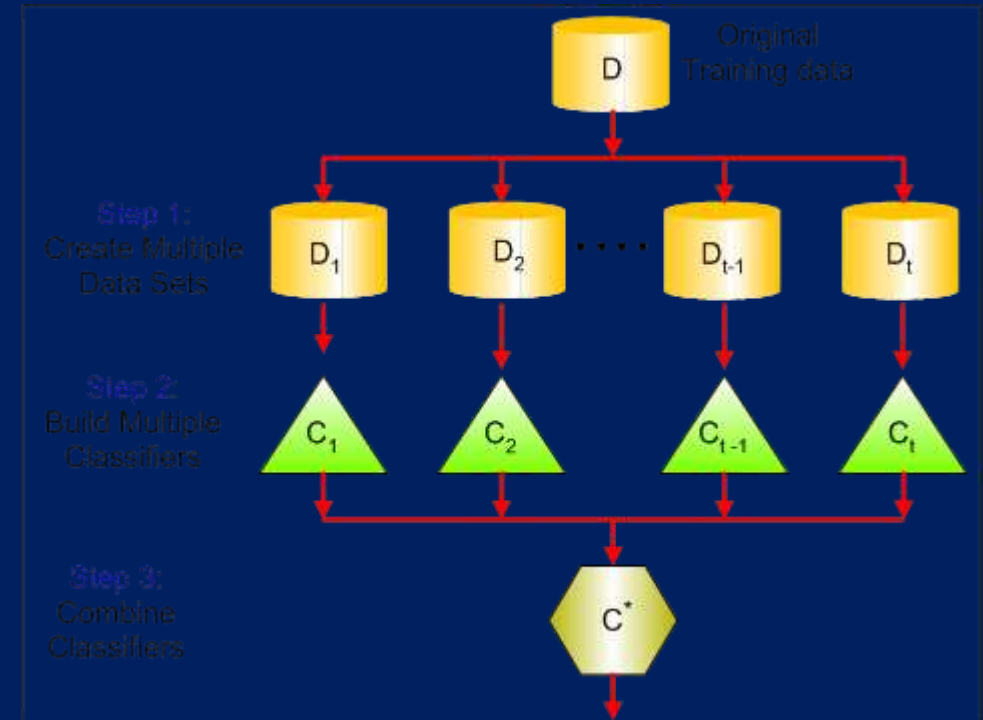 D
Original
Training data
Step 1:
Create Multiple
Data Sets
D₁
D₂
....
Dₜ₋₁
Dₜ
Step 2:
Build Multiple
Classifiers
C₁
C₂
Cₜ₋₁
Cₜ
Step 3:
Combine
Classifiers
C*